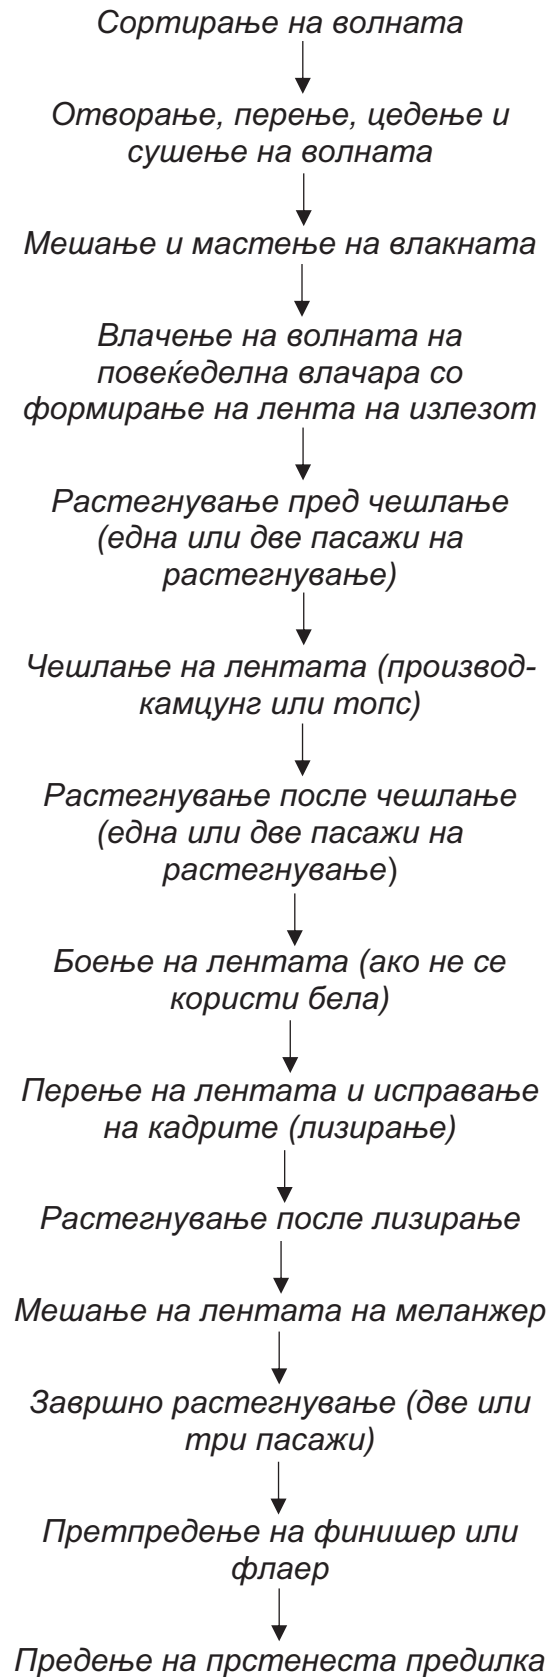 Сортирање на волната
Отворање, перење, цедење и
сушење на волната
Мешање и мастење на влакната
Влачење на волната на
повеќеделна влачара со
формирање на лента на излезот
Растегнување пред чешлање
(една или две пасажи на
растегнување)
Чешлање на лентата (производ-
камцунг или топс)
Растегнување после чешлање
(една или две пасажи на
растегнување)
Боење на лентата (ако не се
користи бела)
Перење на лентата и исправање
на кадрите (лизирање)
Растегнување после лизирање
Мешање на лентата на меланжер
Завршно растегнување (две или
три пасажи)
Претпредење на финишер или
флаер
Предење на прстенеста предилка